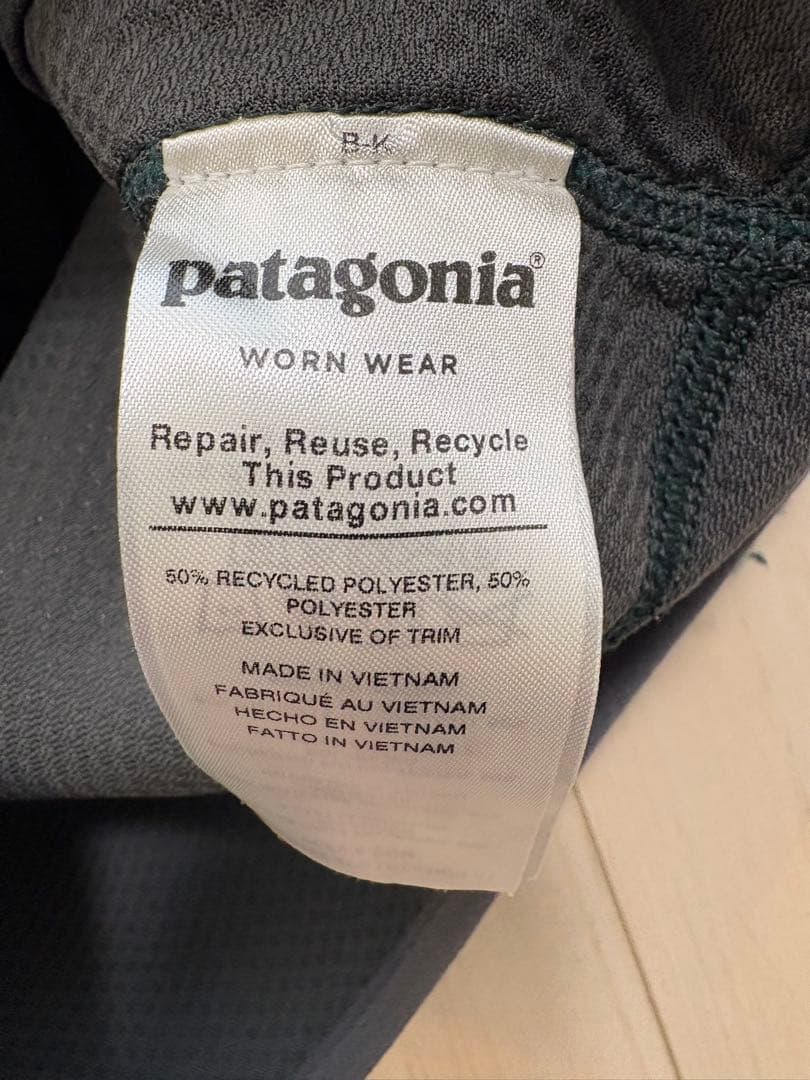 B-K
patagonia®
WORN WEAR
Repair, Reuse, Recycle
This Product
www.patagonia.com
50% RECYCLED POLYESTER, 50%
POLYESTER
EXCLUSIVE OF TRIM
MADE IN VIETNAM
FABRIQUÉ AU VIETNAM
HECHO EN VIETNAM
FATTO IN VIETNAM